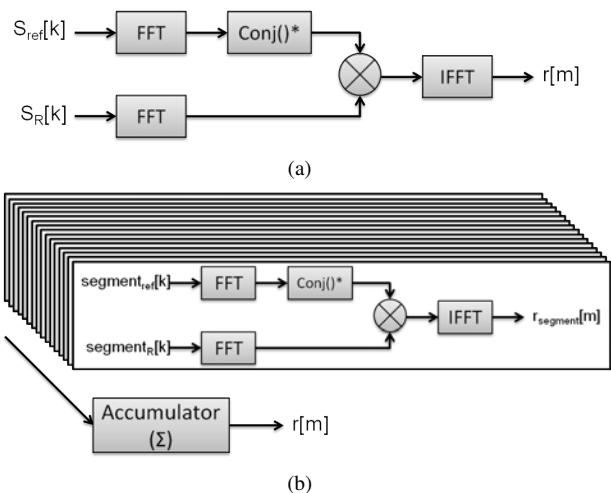 S_ref[k]
FFT
Conj()*
S_R[k]
FFT
IFFT
r[m]
(a)
segment_ref[k]
FFT
Conj()*
segment_R[k]
FFT
IFFT
r_segment[m]
Accumulator
(Σ)
r[m]
(b)